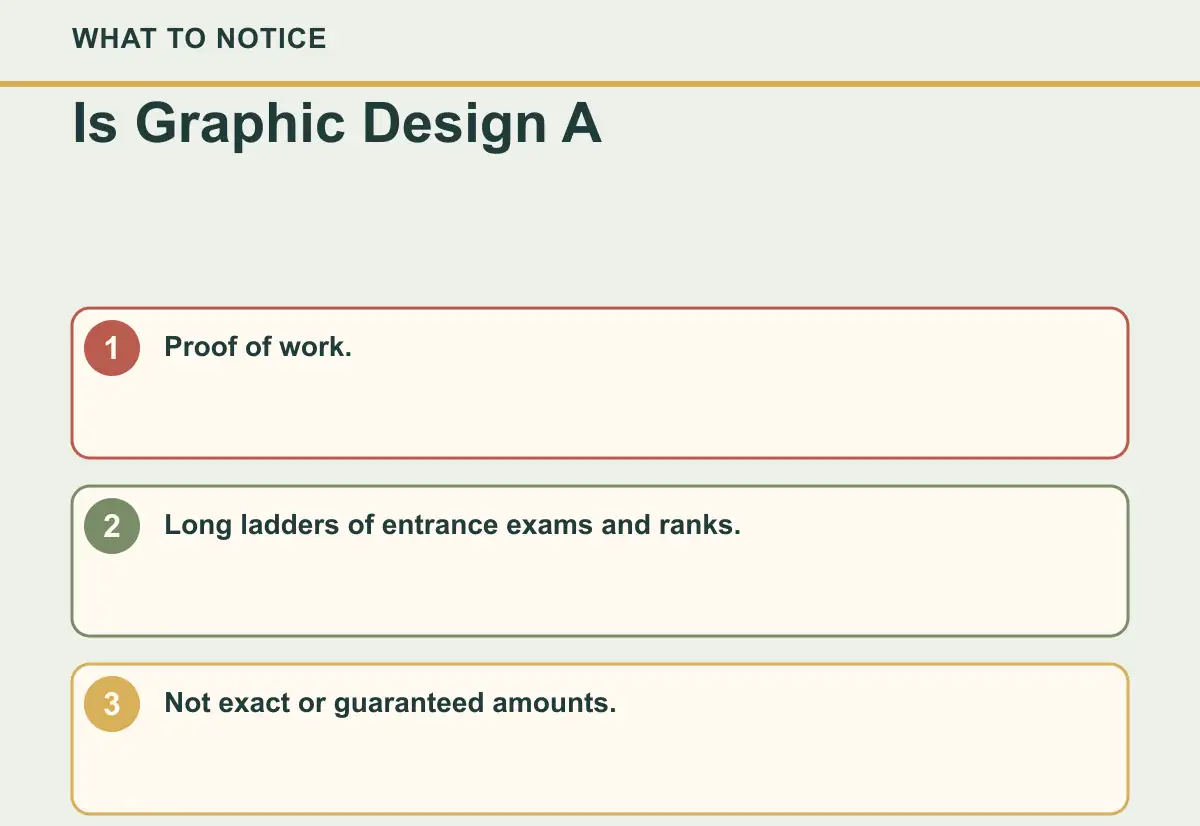 WHAT TO NOTICE
Is Graphic Design A
1
Proof of work.
2
Long ladders of entrance exams and ranks.
3
Not exact or guaranteed amounts.